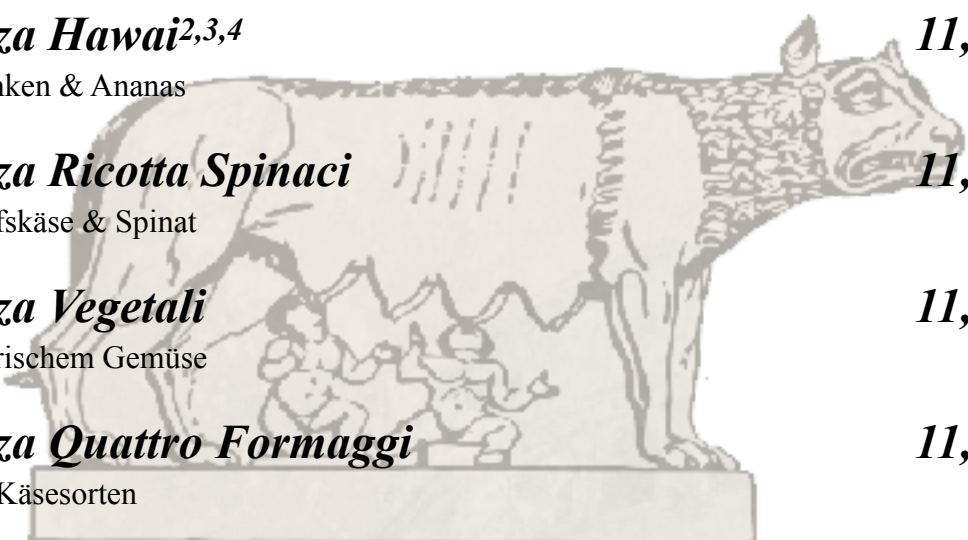 za Hawai2,3,4 11,
nken & Ananas
za Ricotta Spinaci 11,
fskäse & Spinat
za Vegetali 11,
rischem Gemüse
za Quattro Formaggi 11,
Käsesorten